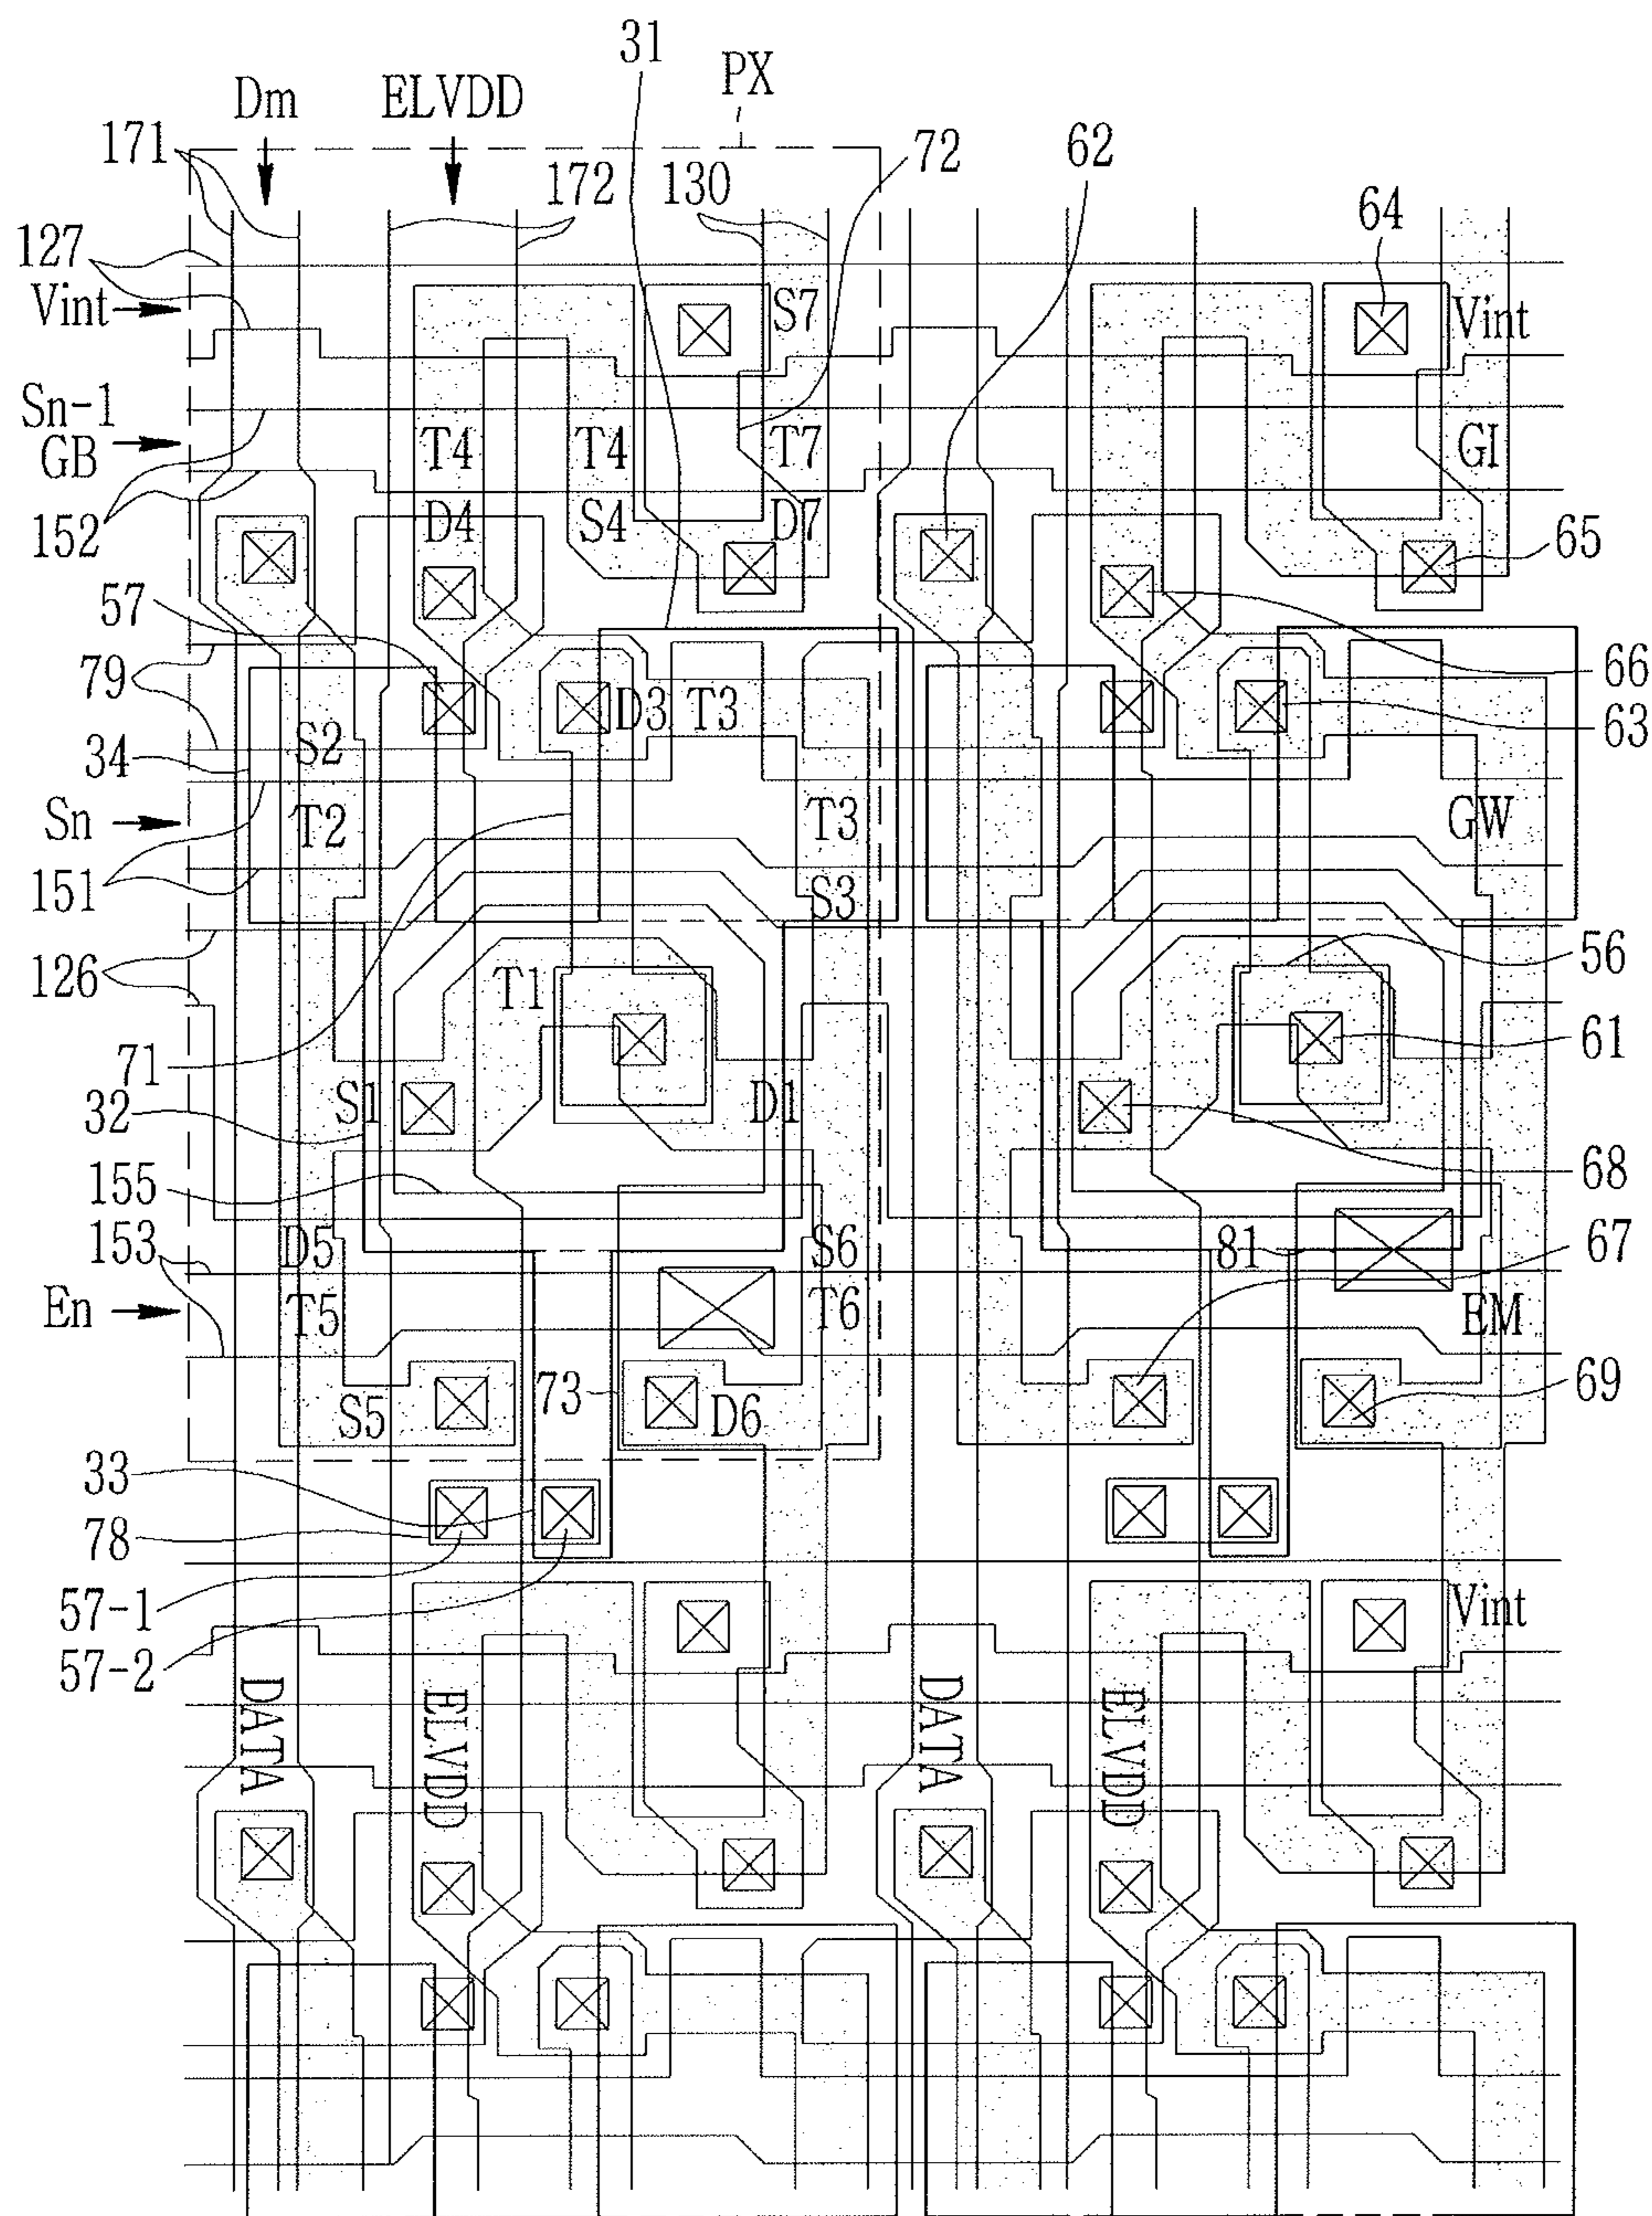 31
PX
Dm
ELVDD
171
72
62
172
130
64
127
Vint
S7
Vint
Sn-1
GB
T4
T4
T7
GI
152
D4
S4
D7
65
57
79
66
D3
T3
63
S2
34
Sn
T2
T3
GW
151
S3
126
T1
56
61
71
32
S1
D1
155
68
153
D5
S6
81
67
En
T5
T6
EM
73
69
S5
D6
33
78
57-1
57-2
Vint
DATA
ELVDD
DATA
ELVDD